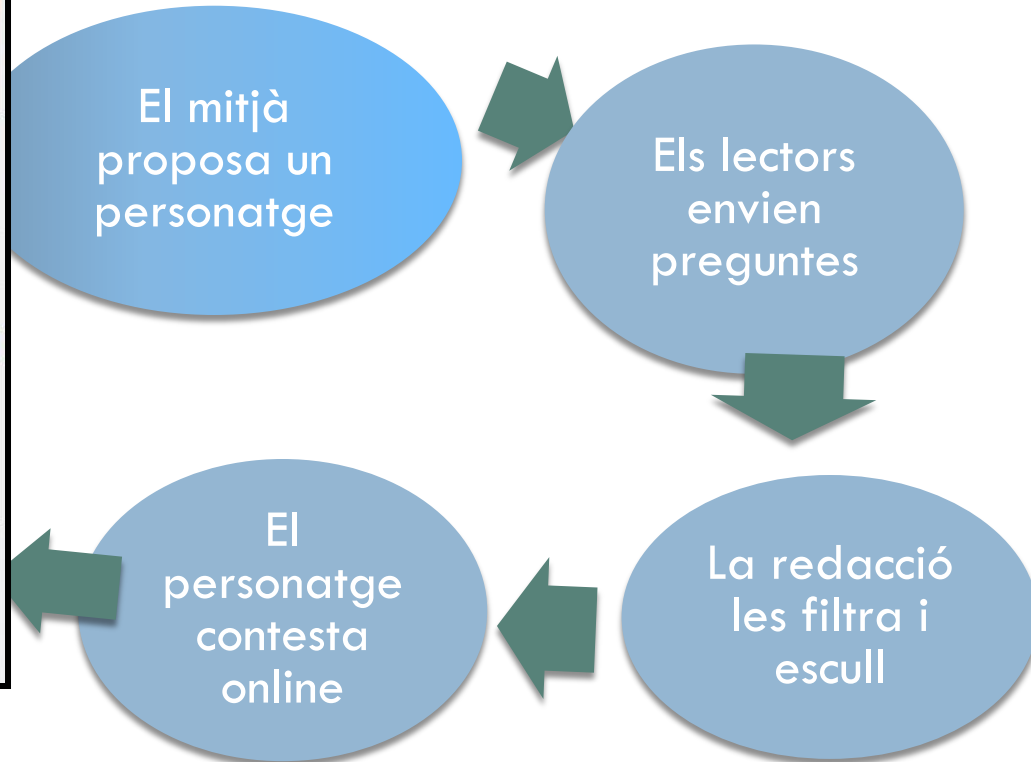 El mitjà
proposa un
personatge
Els lectors
envien
preguntes
La redacció
les filtra i
escull
El
personatge
contesta
online